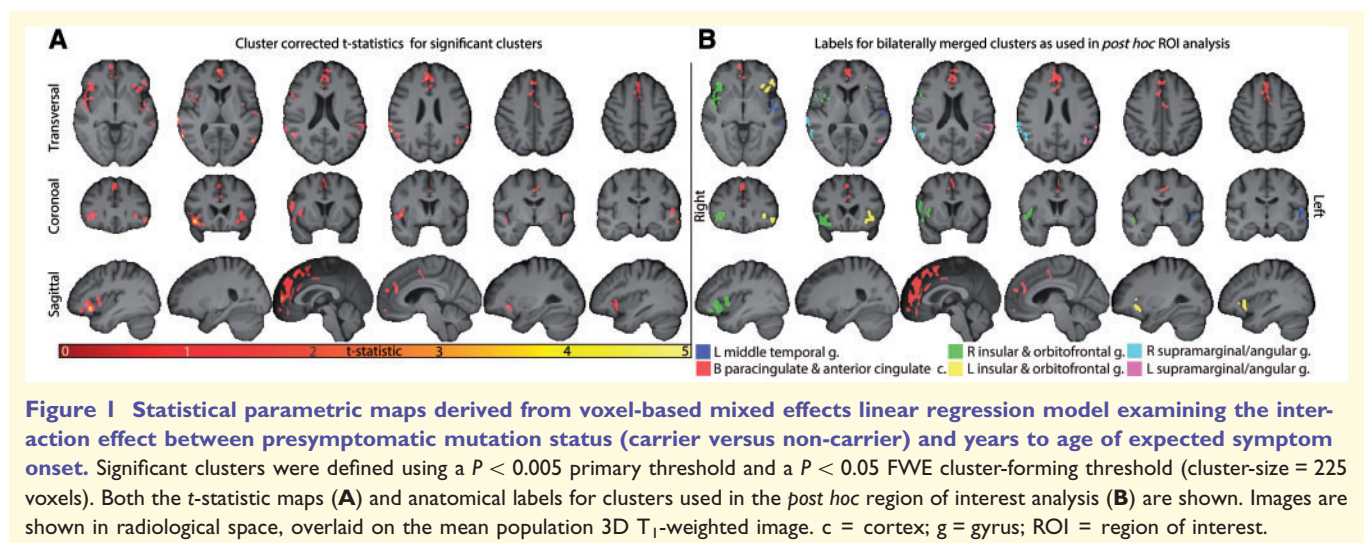 A
Cluster corrected t-statistics for significant clusters
B
Labels for bilaterally merged clusters as used in post hoc ROI analysis
Transversal
Coronoal
Sagittal
Right
Left
0 1 2 t-statistic 3 4 5
L middle temporal g.
R insular & orbitofrontal g.
R supramarginal/angular g.
B paracingulate & anterior cingulate c.
L insular & orbitofrontal g.
L supramarginal/angular g.
Figure 1 Statistical parametric maps derived from voxel-based mixed effects linear regression model examining the inter-
action effect between presymptomatic mutation status (carrier versus non-carrier) and years to age of expected symptom
onset. Significant clusters were defined using a P < 0.005 primary threshold and a P < 0.05 FWE cluster-forming threshold (cluster-size = 225
voxels). Both the t-statistic maps (A) and anatomical labels for clusters used in the post hoc region of interest analysis (B) are shown. Images are
shown in radiological space, overlaid on the mean population 3D T1-weighted image. c = cortex; g = gyrus; ROI = region of interest.